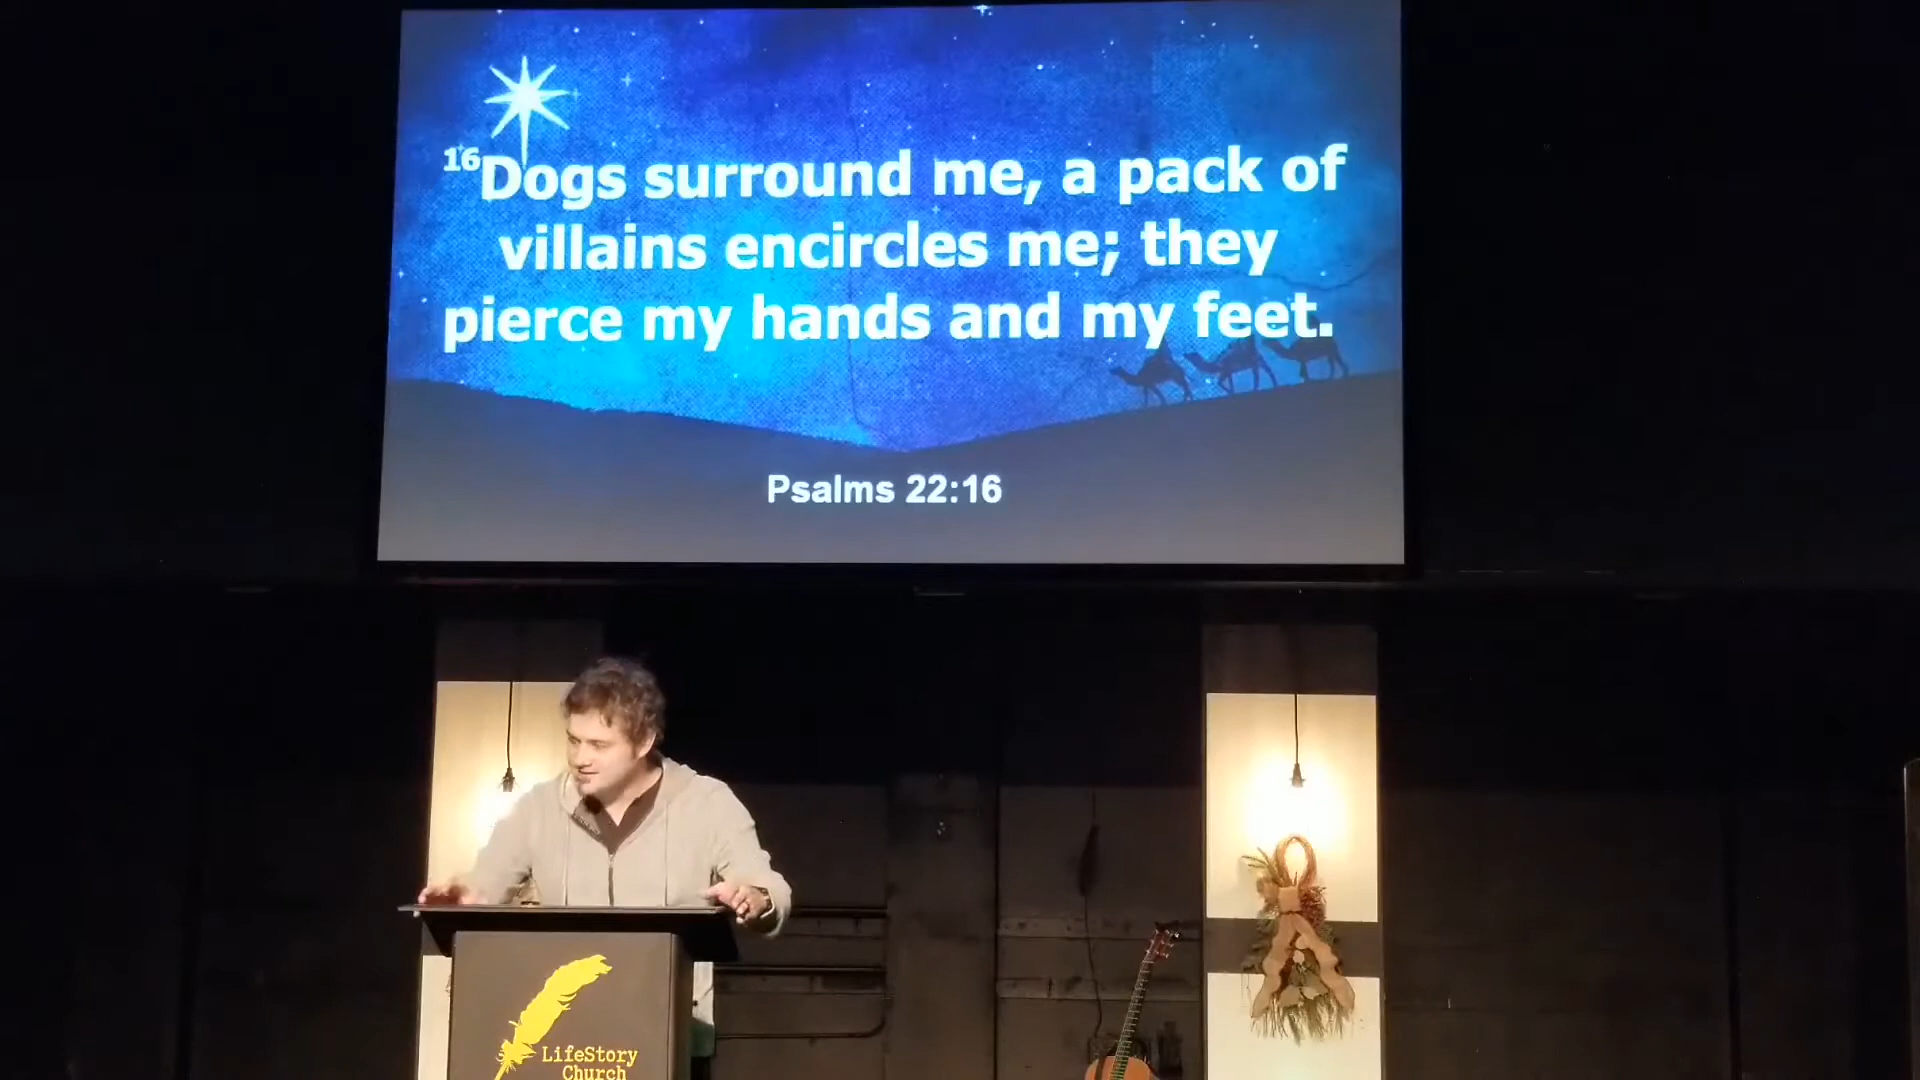 16Dogs surround me, a pack of
villains encircles me; they
pierce my hands and my feet.
Psalms 22:16
LifeStory
Church